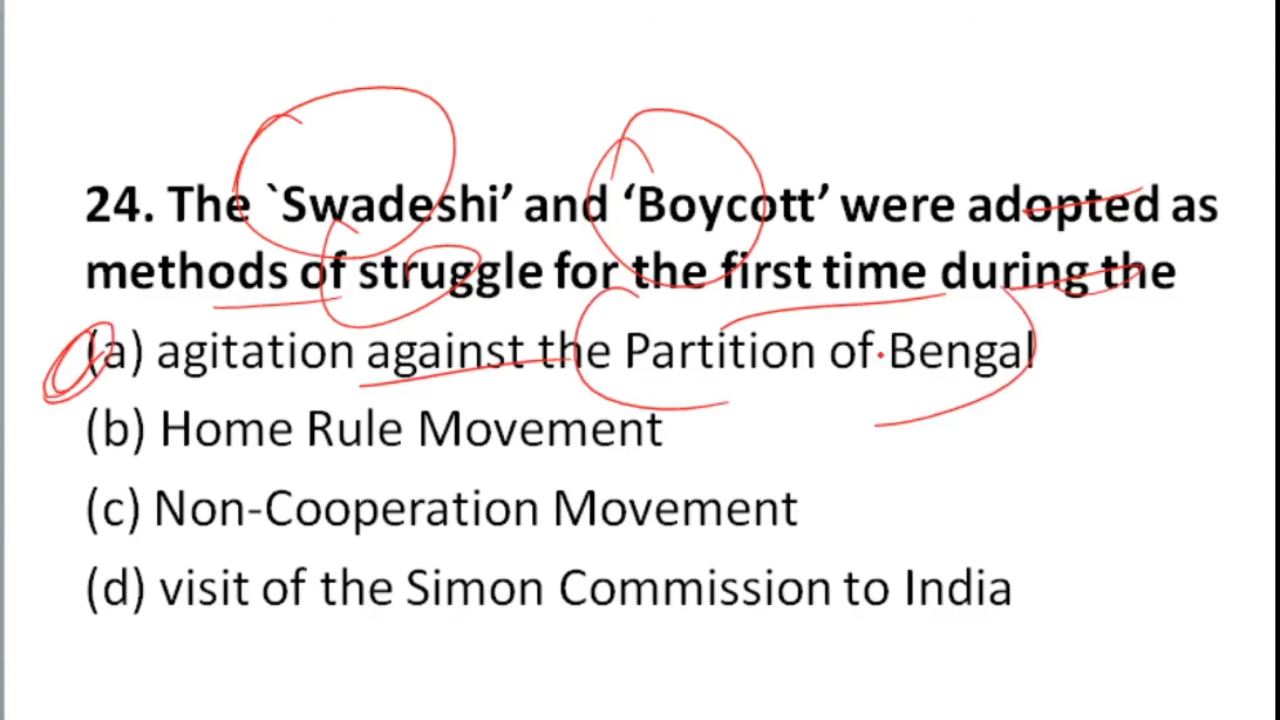 24. The `Swadeshi’ and ‘Boycott’ were adopted as
methods of struggle for the first time during the
(a) agitation against the Partition of Bengal
(b) Home Rule Movement
(c) Non-Cooperation Movement
(d) visit of the Simon Commission to India